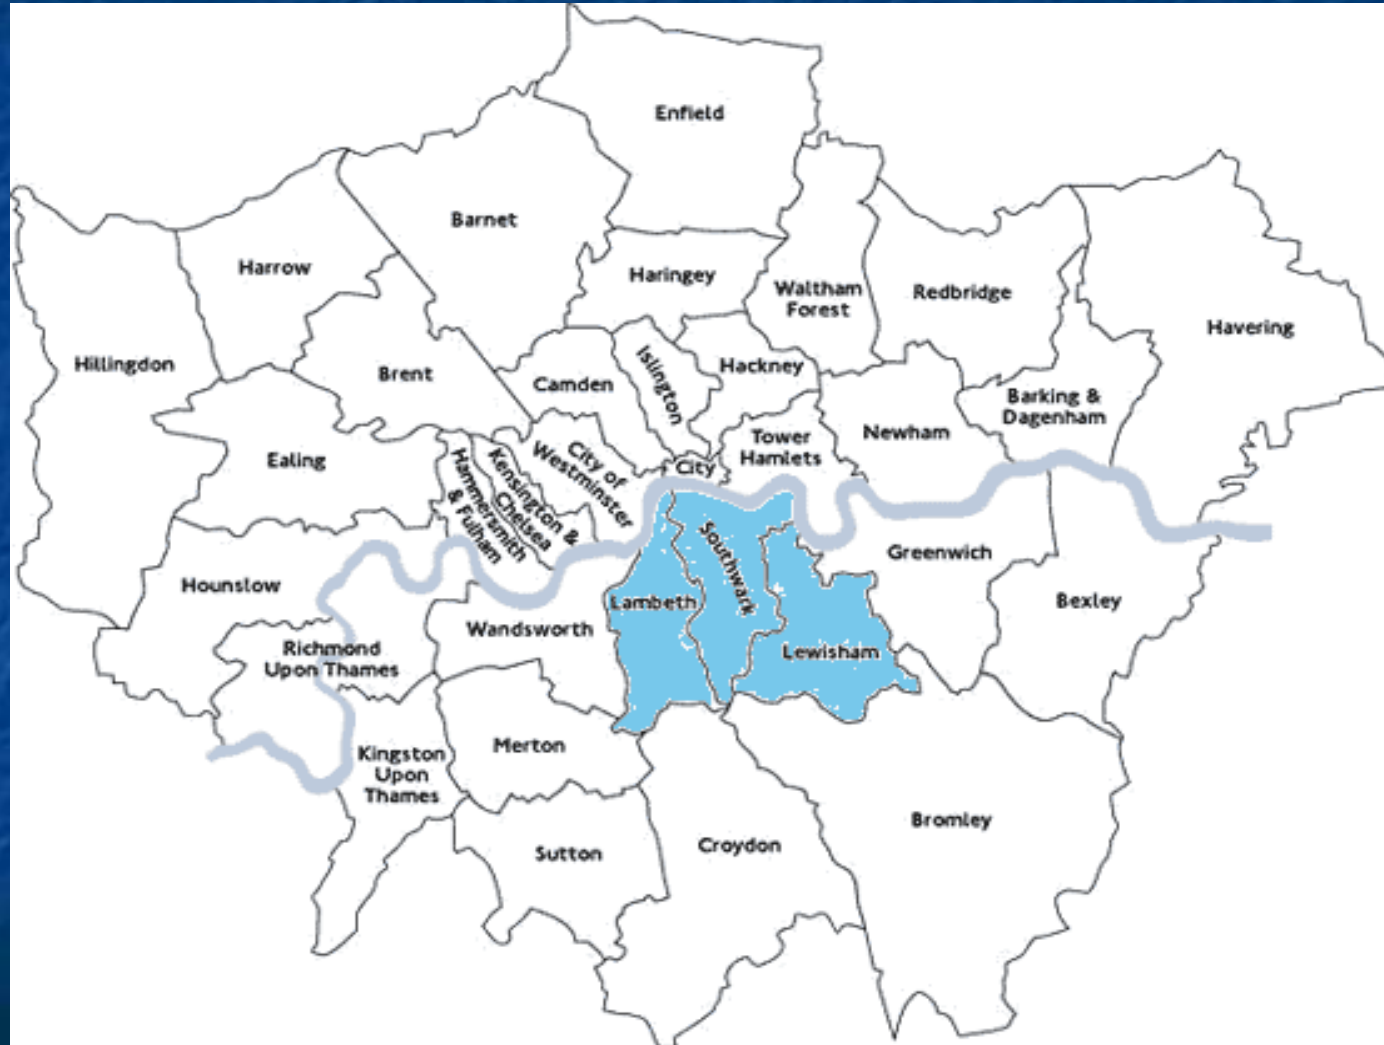 Enfield
Barnet
Harrow
Haringey
Waltham
Forest
Redbridge
Havering
Hillingdon
Brent
Camden
Islington
Hackney
Barking &
Dagenham
Ealing
Hammersmith
& Fulham
Kensington &
Chelsea
City of
Westminster
City
Tower
Hamlets
Newham
Hounslow
Richmond
Upon Thames
Wandsworth
Lambeth
Southwark
Lewisham
Greenwich
Bexley
Kingston
Upon
Thames
Merton
Sutton
Croydon
Bromley